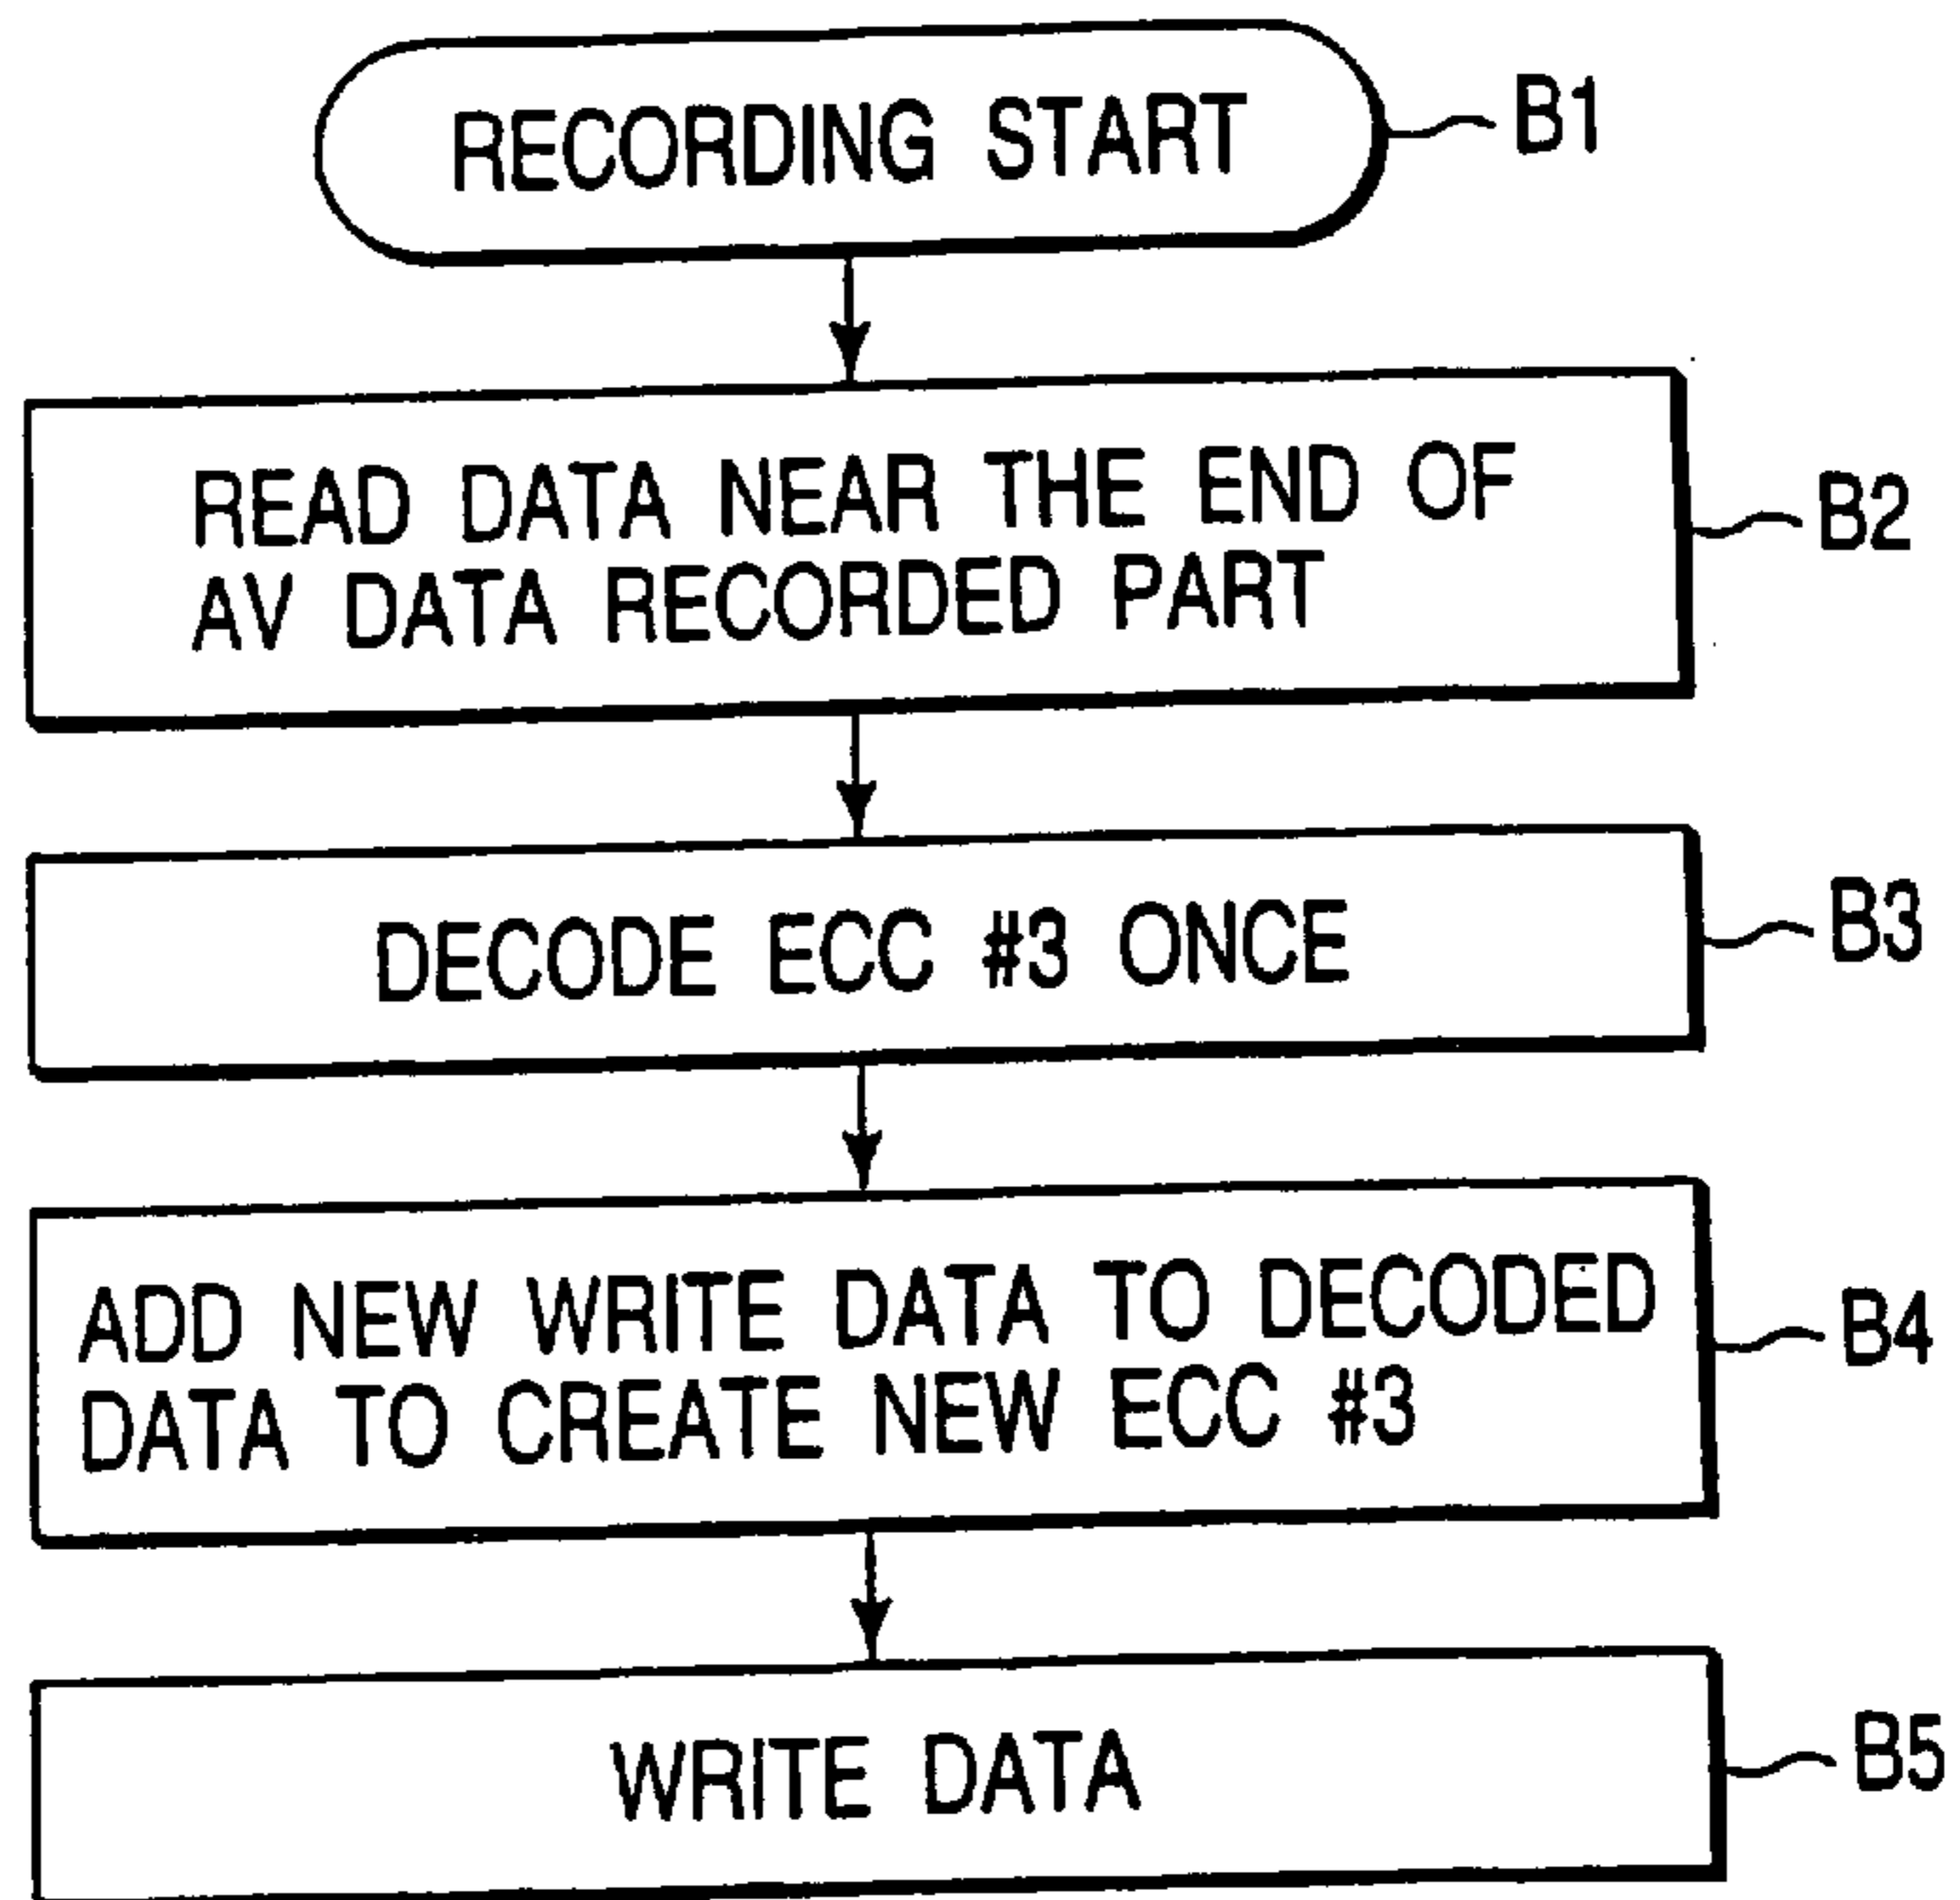 RECORDING START
B1
READ DATA NEAR THE END OF
AV DATA RECORDED PART
B2
DECODE ECC #3 ONCE
B3
ADD NEW WRITE DATA TO DECODED
DATA TO CREATE NEW ECC #3
B4
WRITE DATA
B5